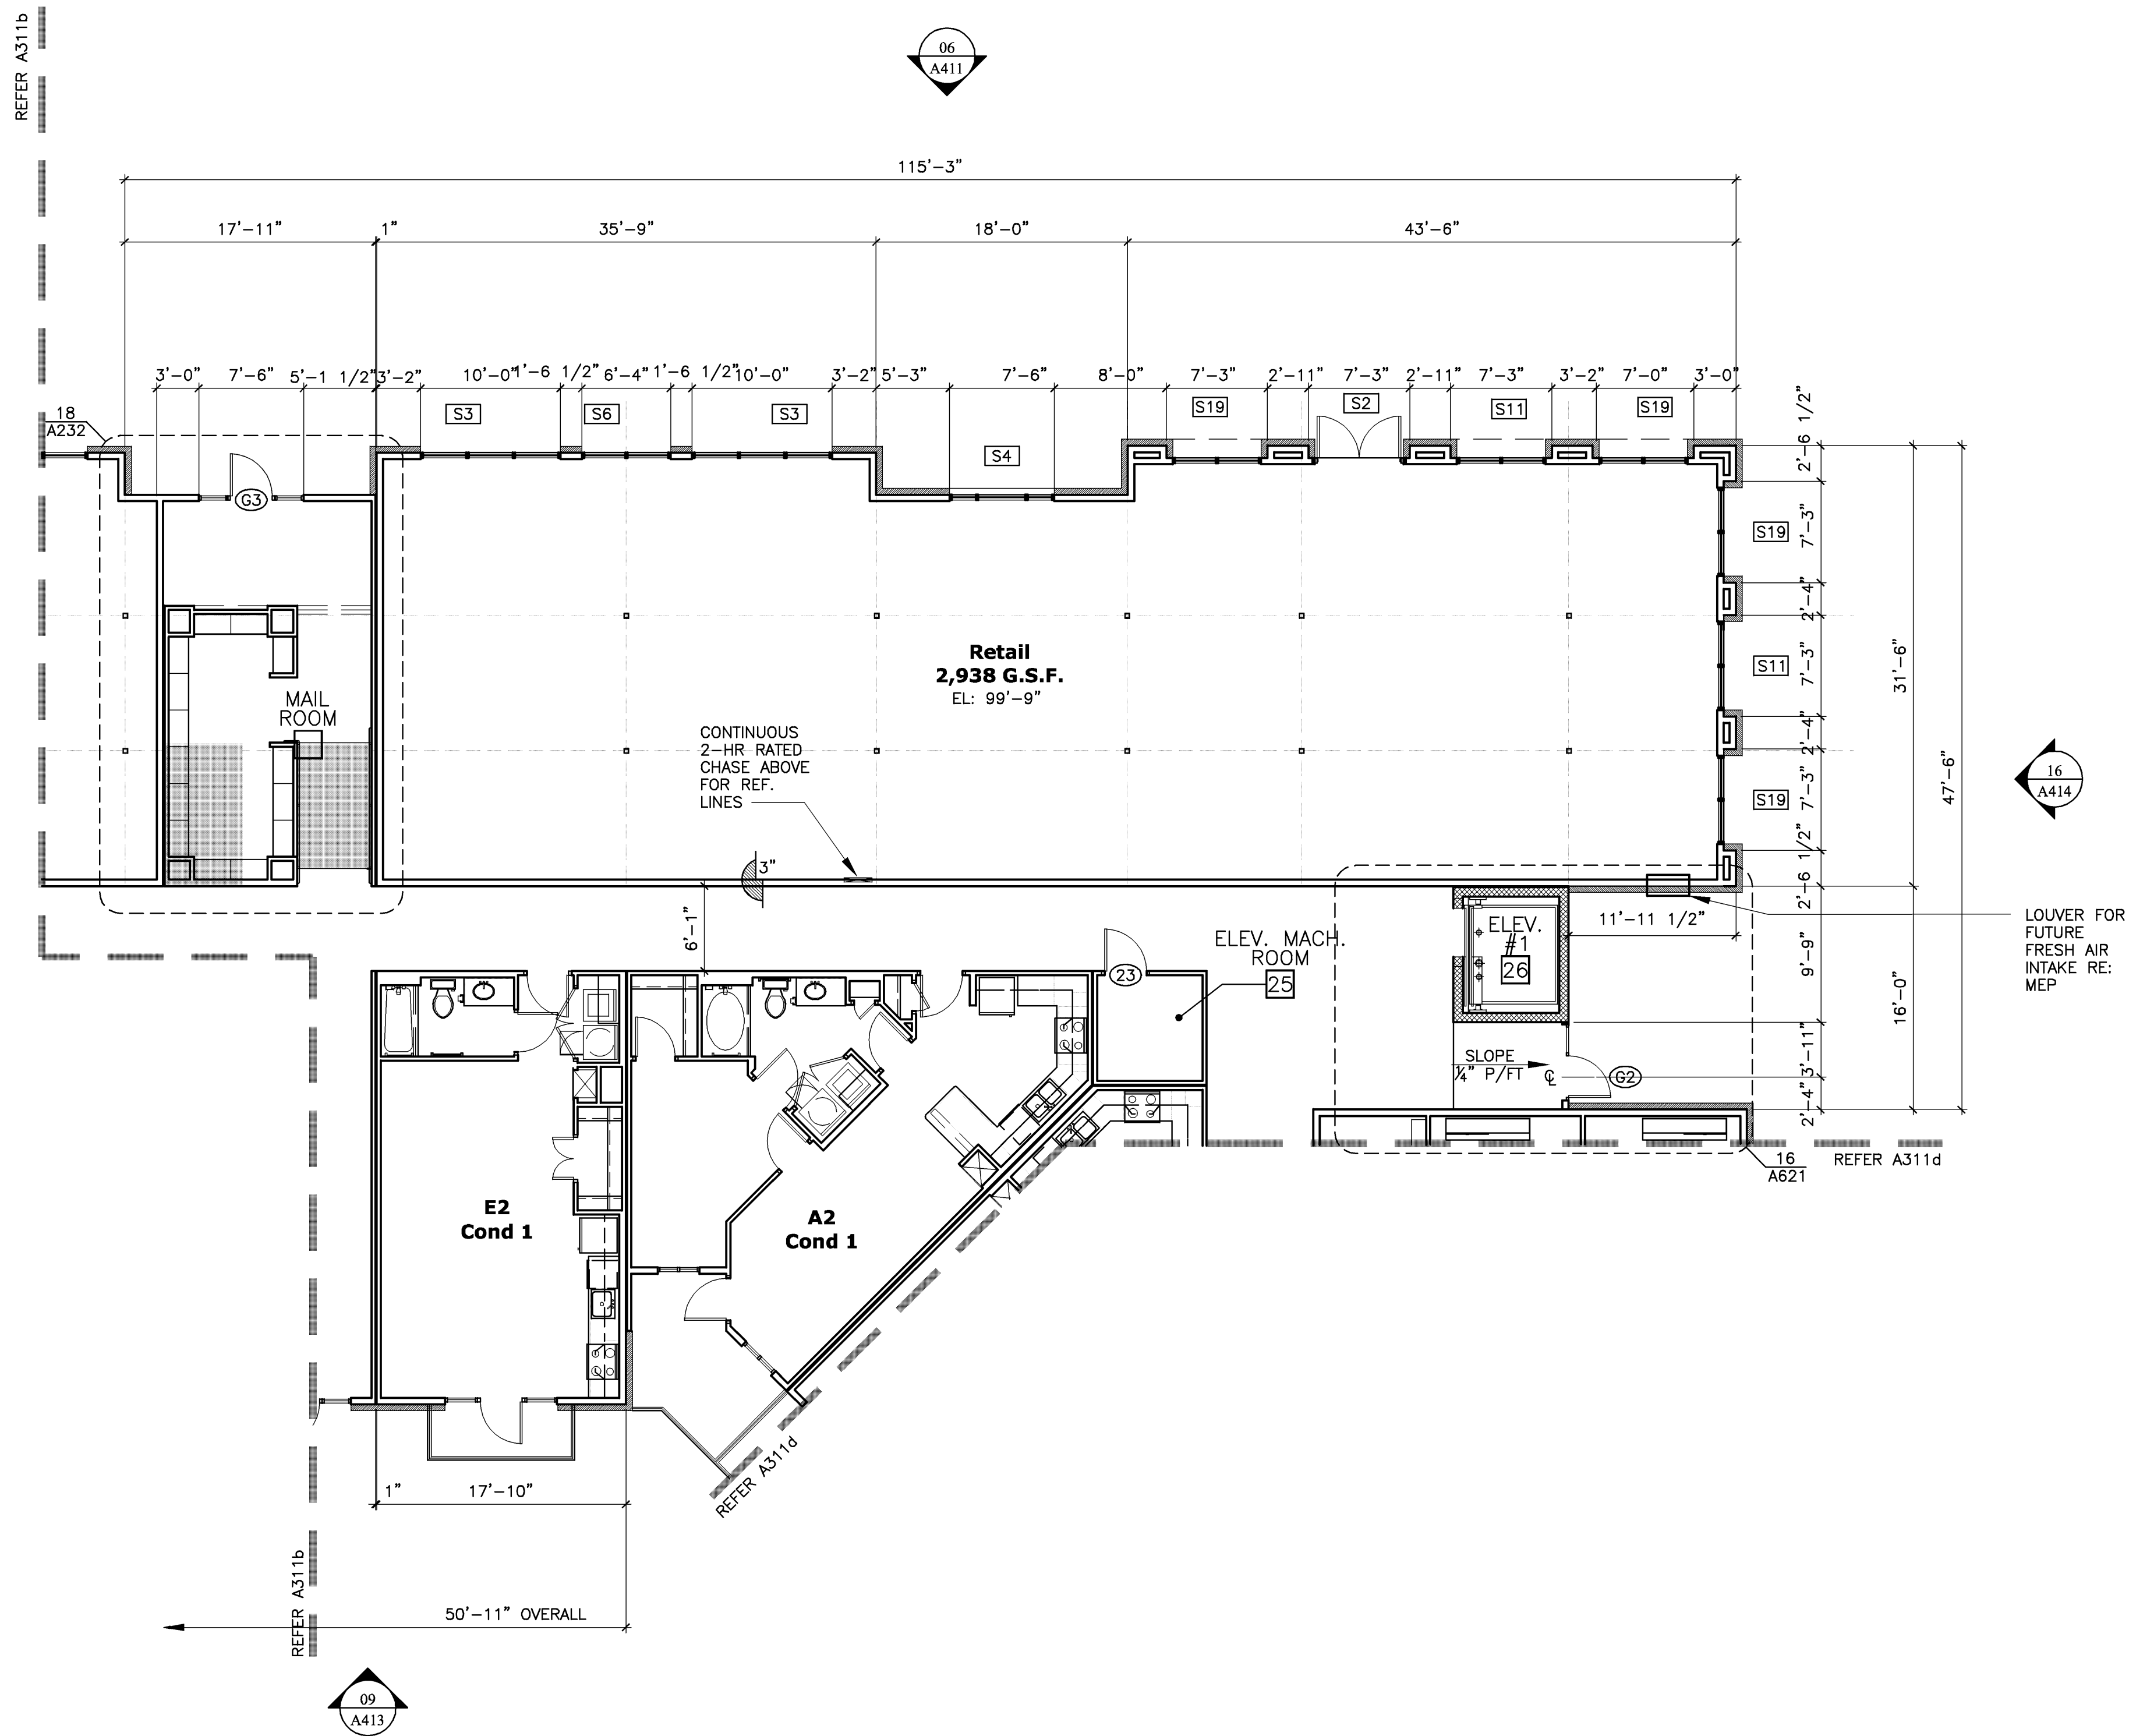 REFER A311b
06
A411
115'-3"
17'-11"
1"
35'-9"
18'-0"
43'-6"
3'-0"
7'-6"
5'-1 1/2"
3'-2"
10'-0"
1'-6 1/2"
6'-4"
1'-6 1/2"
10'-0"
3'-2"
5'-3"
7'-6"
8'-0"
7'-3"
2'-11"
7'-3"
2'-11"
7'-3"
3'-2"
7'-0"
3'-0"
18
A232
S3
S6
S3
S4
S19
S2
S11
S19
2'-6 1/2"
G3
S19
7'-3"
2'-4"
Retail
2,938 G.S.F.
EL: 99'-9"
S11
7'-3"
31'-6"
MAIL
ROOM
CONTINUOUS
2-HR RATED
CHASE ABOVE
FOR REF.
LINES
2'-4"
47'-6"
16
A414
S19
7'-3"
3"
2'-6 1/2"
6'-1"
ELEV. MACH.
ROOM
25
23
ELEV.
#1
26
11'-11 1/2"
9'-9"
16'-0"
LOUVER FOR
FUTURE
FRESH AIR
INTAKE RE:
MEP
SLOPE
1/4" P/FT
℄
G2
3'-11"
2'-4"
16
A621
REFER A311d
E2
Cond 1
A2
Cond 1
REFER A311d
1"
17'-10"
REFER A311b
50'-11" OVERALL
09
A413